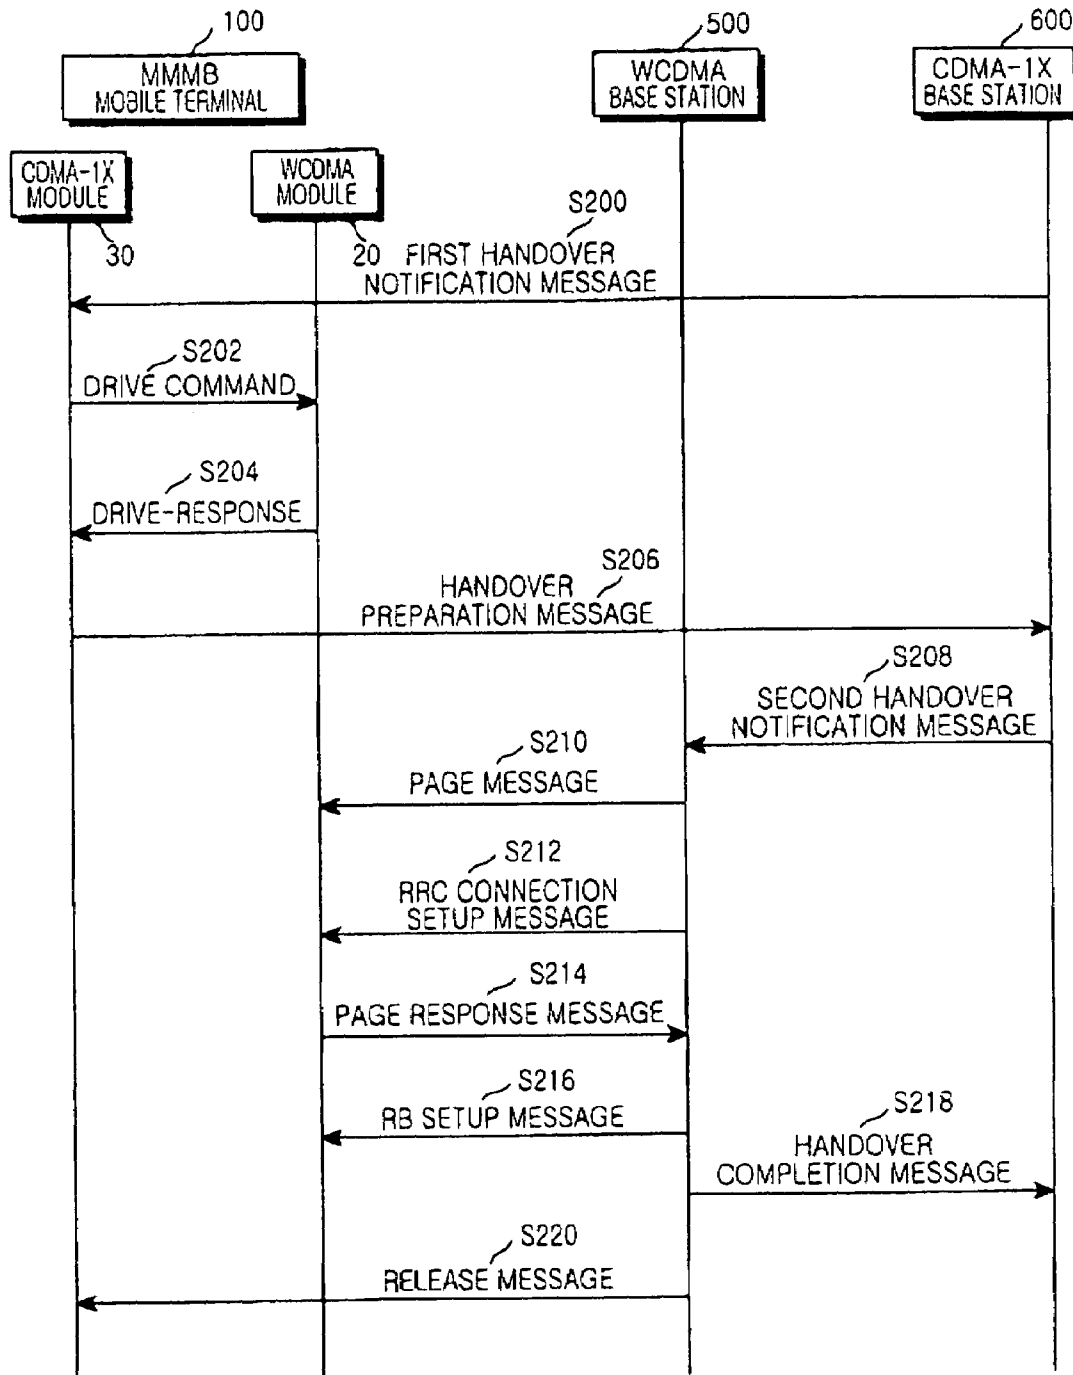 100
500
600
MMMB
MOBILE TERMINAL
WCDMA
BASE STATION
CDMA-1X
BASE STATION
CDMA-1X
MODULE
WCDMA
MODULE
30
20
S200
FIRST HANDOVER
NOTIFICATION MESSAGE
S202
DRIVE COMMAND
S204
DRIVE-RESPONSE
S206
HANDOVER
PREPARATION MESSAGE
S208
SECOND HANDOVER
NOTIFICATION MESSAGE
S210
PAGE MESSAGE
S212
RRC CONNECTION
SETUP MESSAGE
S214
PAGE RESPONSE MESSAGE
S216
RB SETUP MESSAGE
S218
HANDOVER
COMPLETION MESSAGE
S220
RELEASE MESSAGE